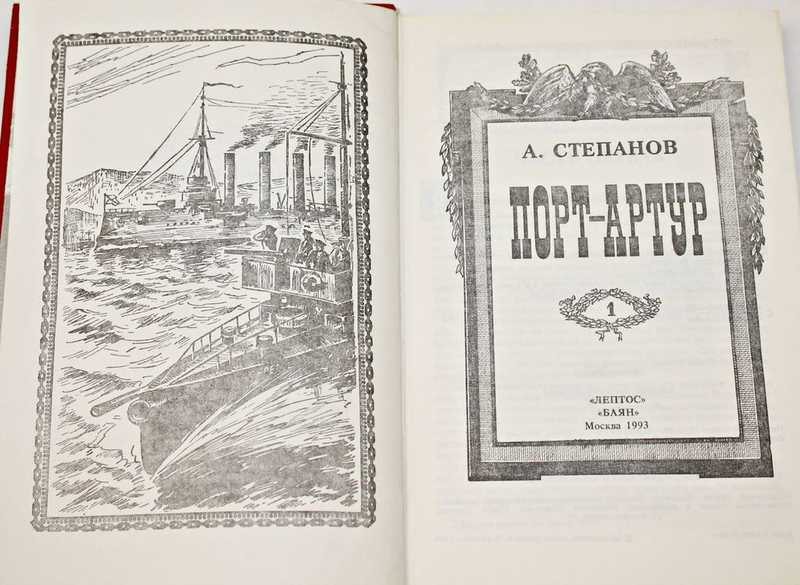 А. СТЕПАНОВ
ПОРТ-АРТУР
1
«ЛЕПТОС»
«БАЯН»
Москва 1993